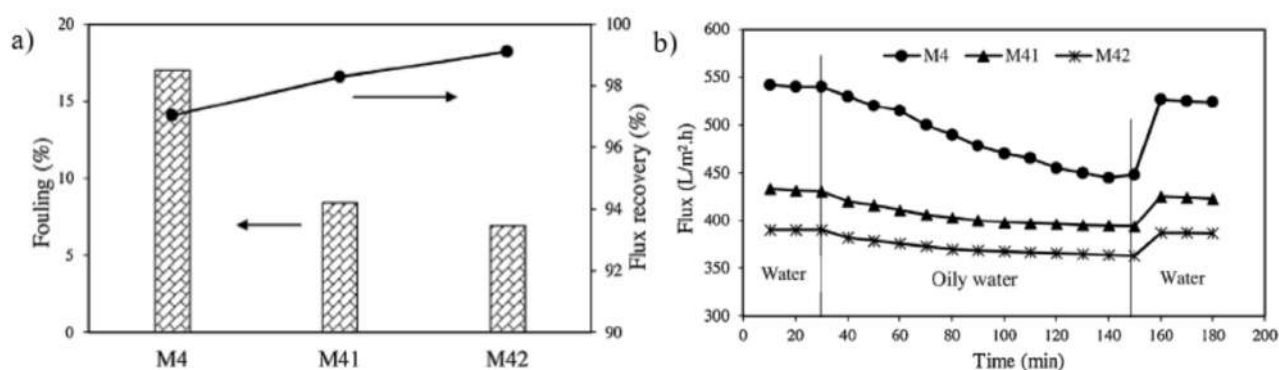 a)
20
15
10
5
0
Fouling (%)
100
98
96
94
92
90
Flux recovery (%)
M4
M41
M42
b)
M4
M41
M42
600
550
500
450
400
350
300
Flux (L/m².h)
Water
Oily water
Water
0
20
40
60
80
100
120
140
160
180
200
Time (min)